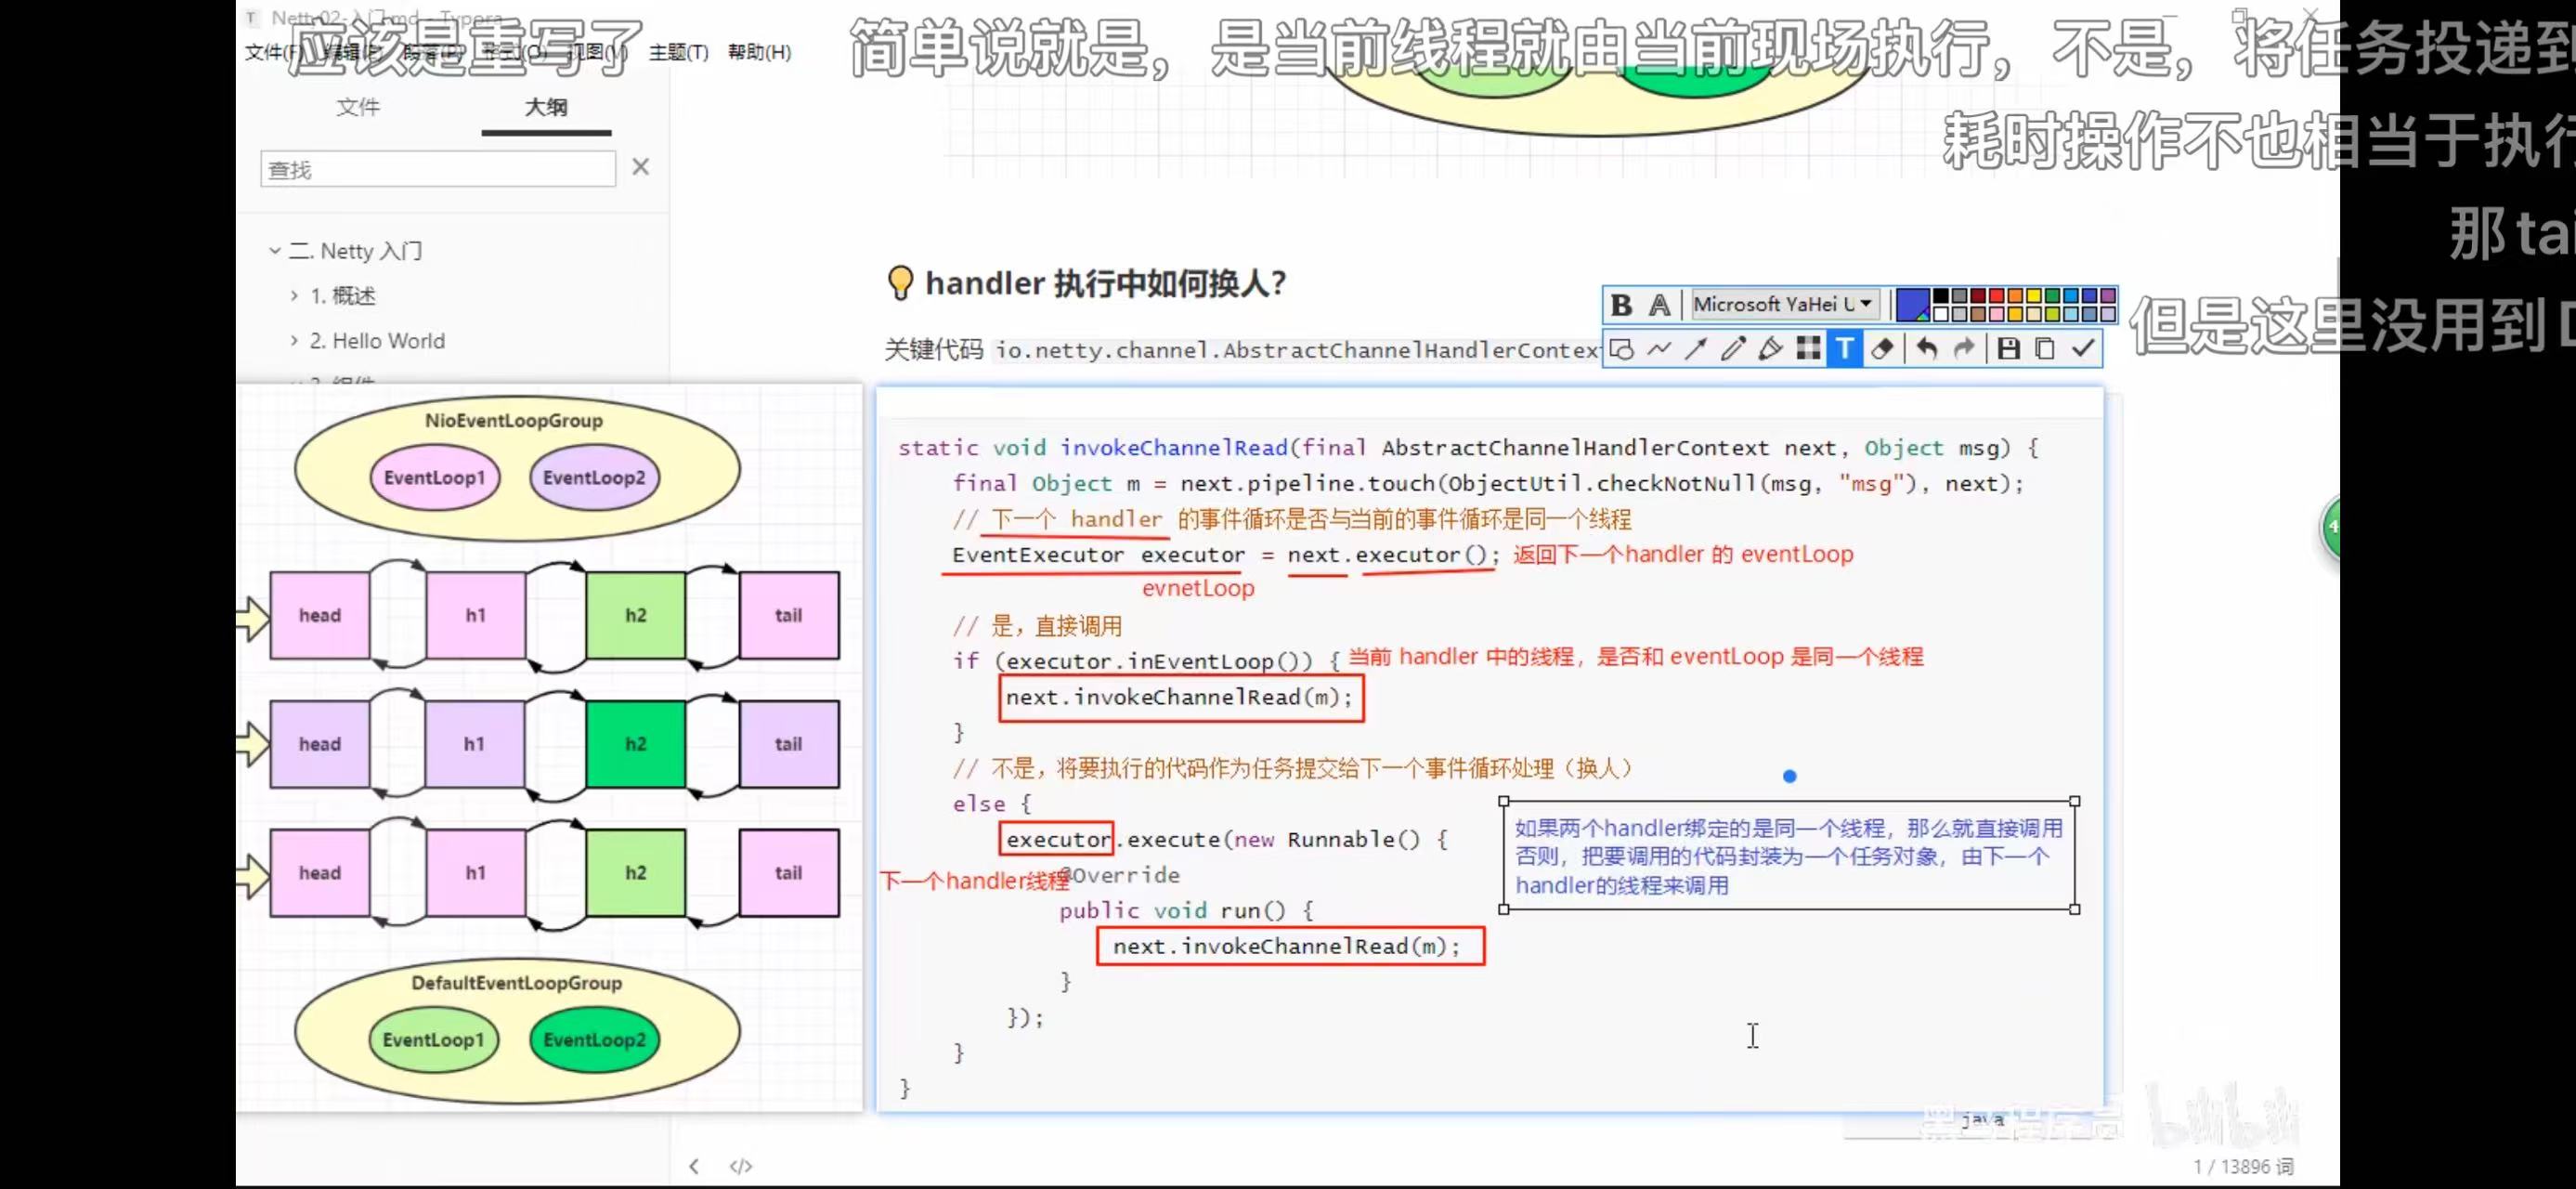 应该是重写了
简单说就是，是当前线程就由当前现场执行，不是，将任务投递到
耗时操作不也相当于执行
那tai
但是这里没用到D
文件(F) 编辑(E) 段落(P) 格式(O) 视图(V) 主题(T) 帮助(H)
文件 大纲
查找
二. Netty 入门
1. 概述
2. Hello World
💡 handler 执行中如何换人?
Microsoft YaHei U
关键代码 io.netty.channel.AbstractChannelHandlerContext
NioEventLoopGroup
EventLoop1 EventLoop2
head h1 h2 tail
head h1 h2 tail
head h1 h2 tail
DefaultEventLoopGroup
EventLoop1 EventLoop2
static void invokeChannelRead(final AbstractChannelHandlerContext next, Object msg) {
final Object m = next.pipeline.touch(ObjectUtil.checkNotNull(msg, "msg"), next);
// 下一个 handler 的事件循环是否与当前的事件循环是同一个线程
EventExecutor executor = next.executor(); 返回下一个handler 的 eventLoop
evnetLoop
// 是，直接调用
if (executor.inEventLoop()) { 当前 handler 中的线程，是否和 eventLoop 是同一个线程
next.invokeChannelRead(m);
}
// 不是，将要执行的代码作为任务提交给下一个事件循环处理（换人）
else {
executor.execute(new Runnable() {
下一个handler线程 @Override
public void run() {
next.invokeChannelRead(m);
}
});
}
}
如果两个handler绑定的是同一个线程，那么就直接调用
否则，把要调用的代码封装为一个任务对象，由下一个
handler的线程来调用
java
bilibili
</> 1 / 13896 词